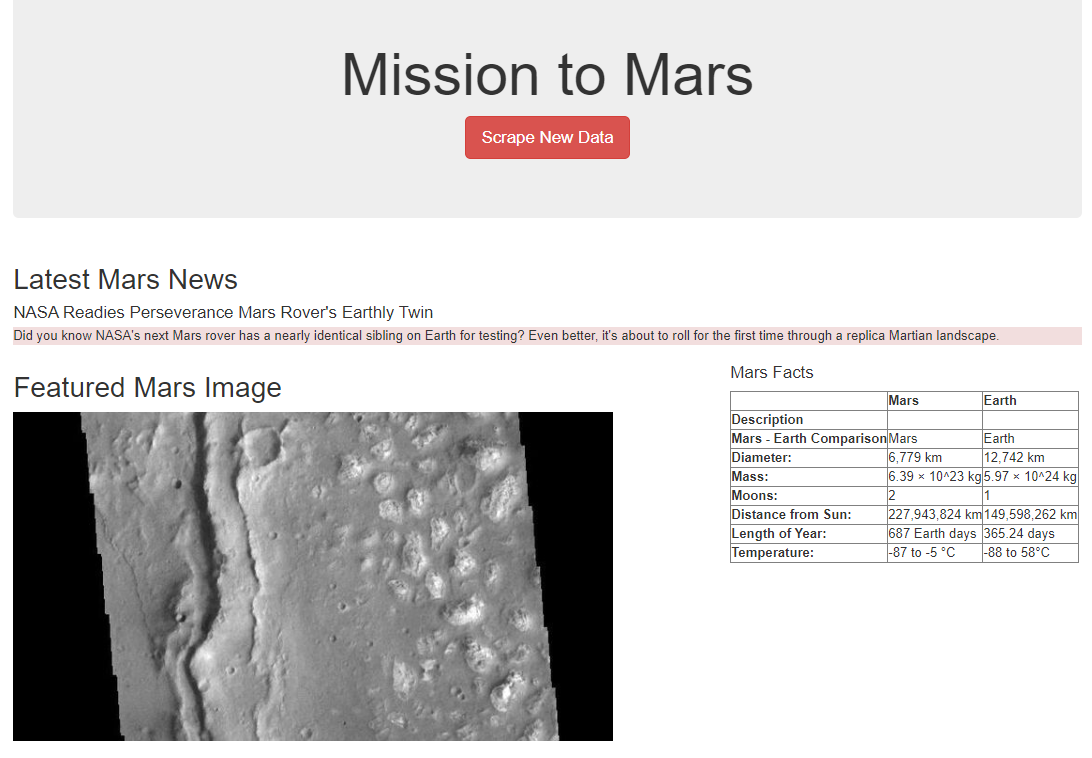 Mission to Mars
Scrape New Data
Latest Mars News
NASA Readies Perseverance Mars Rover's Earthly Twin
Did you know NASA's next Mars rover has a nearly identical sibling on Earth for testing? Even better, it's about to roll for the first time through a replica Martian landscape.
Featured Mars Image
Mars Facts
Mars Earth
Description
Mars - Earth Comparison Mars Earth
Diameter: 6,779 km 12,742 km
Mass: 6.39 × 10^23 kg 5.97 × 10^24 kg
Moons: 2 1
Distance from Sun: 227,943,824 km 149,598,262 km
Length of Year: 687 Earth days 365.24 days
Temperature: -87 to -5 °C -88 to 58°C